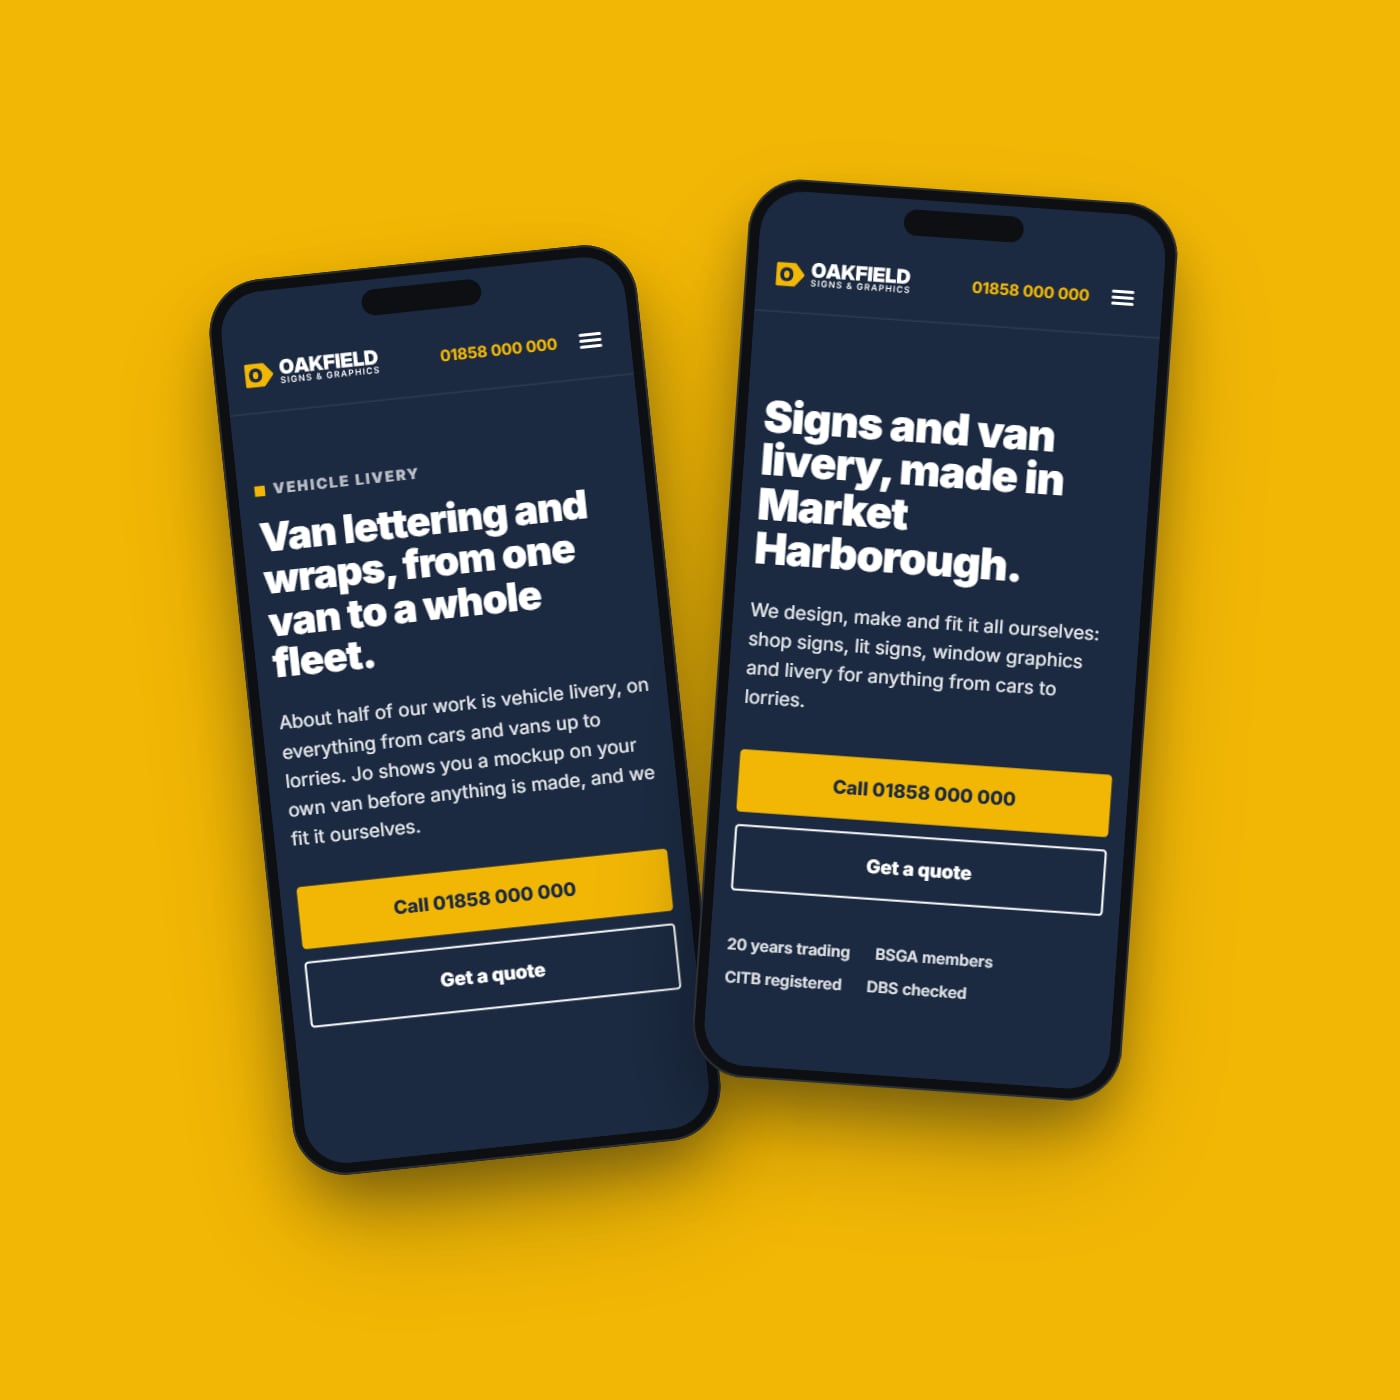 O
OAKFIELD
SIGNS & GRAPHICS
01858 000 000
VEHICLE LIVERY
Van lettering and
wraps, from one
van to a whole
fleet.
About half of our work is vehicle livery, on
everything from cars and vans up to
lorries. Jo shows you a mockup on your
own van before anything is made, and we
fit it ourselves.
Call 01858 000 000
Get a quote
O
OAKFIELD
SIGNS & GRAPHICS
01858 000 000
Signs and van
livery, made in
Market
Harborough.
We design, make and fit it all ourselves:
shop signs, lit signs, window graphics
and livery for anything from cars to
lorries.
Call 01858 000 000
Get a quote
20 years trading BSGA members
CITB registered DBS checked